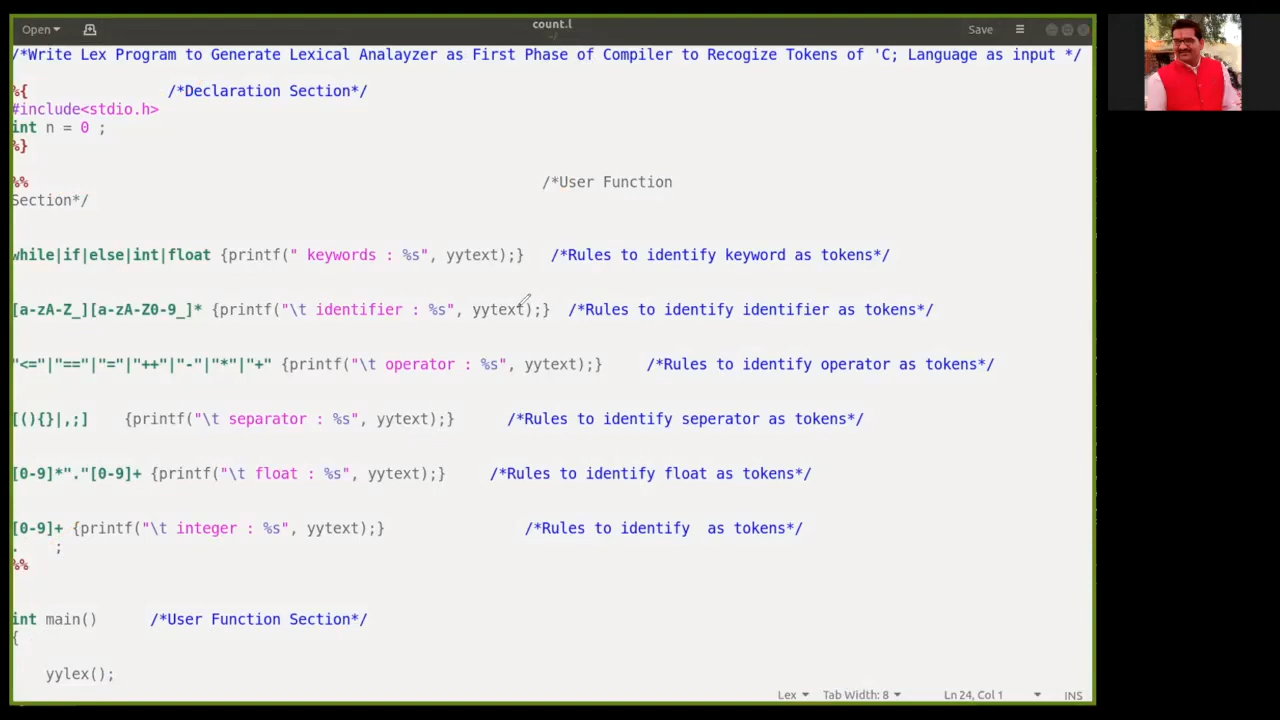 Open
count.l
~/
Save
/*Write Lex Program to Generate Lexical Analayzer as First Phase of Compiler to Recogize Tokens of 'C; Language as input */
%{ /*Declaration Section*/
#include<stdio.h>
int n = 0 ;
%}
%% /*User Function
Section*/
while|if|else|int|float {printf(" keywords : %s", yytext);} /*Rules to identify keyword as tokens*/
[a-zA-Z_][a-zA-Z0-9_]* {printf("\t identifier : %s", yytext);} /*Rules to identify identifier as tokens*/
"<="|"=="|"="|"++"|"-"|"*"|"+" {printf("\t operator : %s", yytext);} /*Rules to identify operator as tokens*/
[(){}|,;] {printf("\t separator : %s", yytext);} /*Rules to identify seperator as tokens*/
[0-9]*"."[0-9]+ {printf("\t float : %s", yytext);} /*Rules to identify float as tokens*/
[0-9]+ {printf("\t integer : %s", yytext);} /*Rules to identify  as tokens*/
. ;
%%
int main() /*User Function Section*/
{
yylex();
Lex Tab Width: 8 Ln 24, Col 1 INS